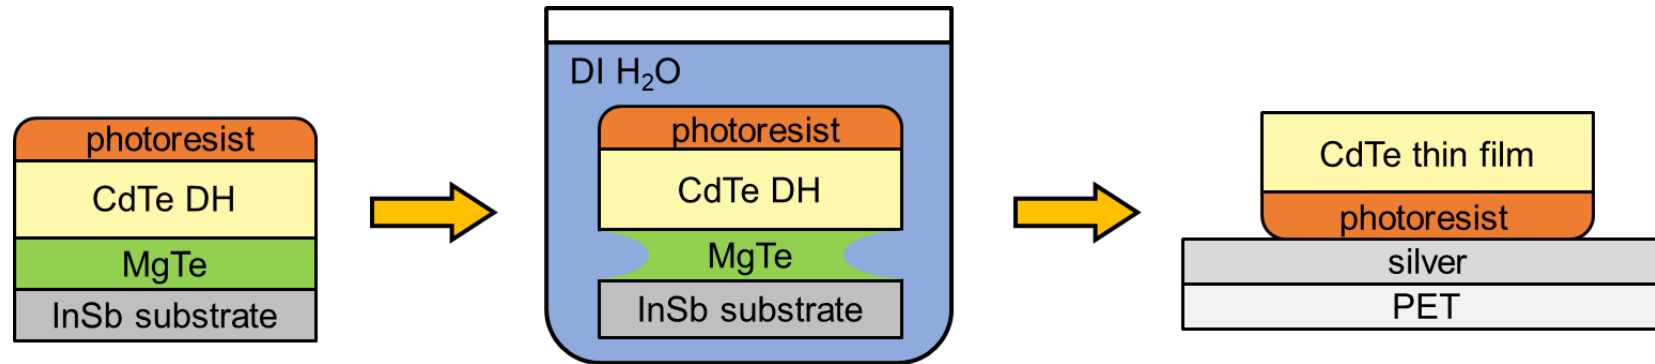 photoresist
CdTe DH
MgTe
InSb substrate
DI H₂O
photoresist
CdTe DH
MgTe
InSb substrate
CdTe thin film
photoresist
silver
PET